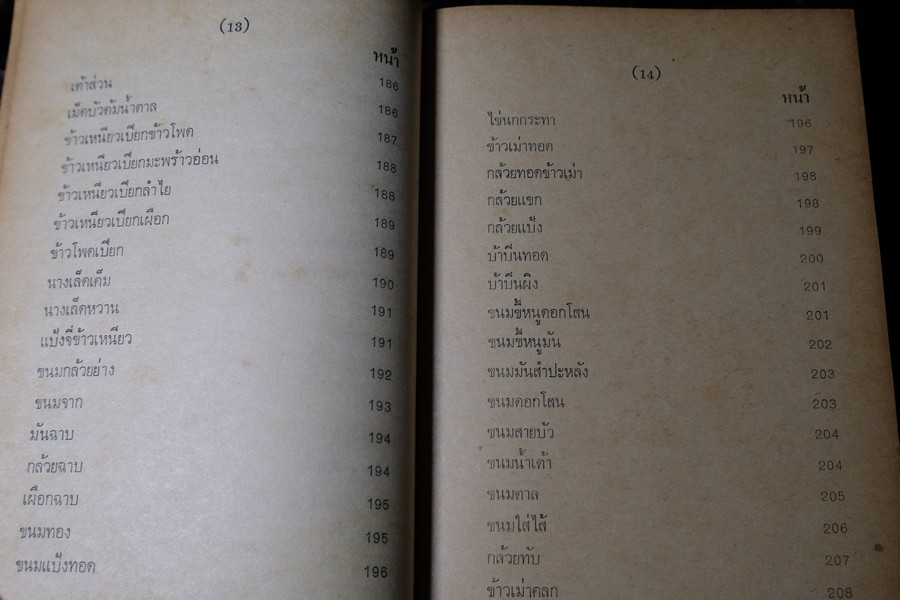 (13)
หน้า
เต้าส่วน 186
เม็ดบัวต้มน้ำตาล 186
ข้าวเหนียวเปียกข้าวโพด 187
ข้าวเหนียวเปียกมะพร้าวอ่อน 188
ข้าวเหนียวเปียกลำไย 188
ข้าวเหนียวเปียกเผือก 189
ข้าวโพดเปียก 189
นางเล็ดเค็ม 190
นางเล็ดหวาน 191
แป้งจี่ข้าวเหนียว 191
ขนมกล้วยย่าง 192
ขนมจาก 193
มันฉาบ 194
กล้วยฉาบ 194
เผือกฉาบ 195
ขนมทอง 195
ขนมแป้งทอด 196
(14)
หน้า
ไข่นกกระทา 196
ข้าวเม่าทอด 197
กล้วยทอดข้าวเม่า 198
กล้วยแขก 198
กล้วยแป้ง 199
บ้าบิ่นทอด 200
บ้าบิ่นผิง 201
ขนมขี้หนูดอกโสน 201
ขนมขี้หนูมัน 202
ขนมมันสำปะหลัง 203
ขนมดอกโสน 203
ขนมสายบัว 204
ขนมน้ำเต้า 204
ขนมตาล 205
ขนมใส่ไส้ 206
กล้วยทับ 207
ข้าวเม่าคลุก 208